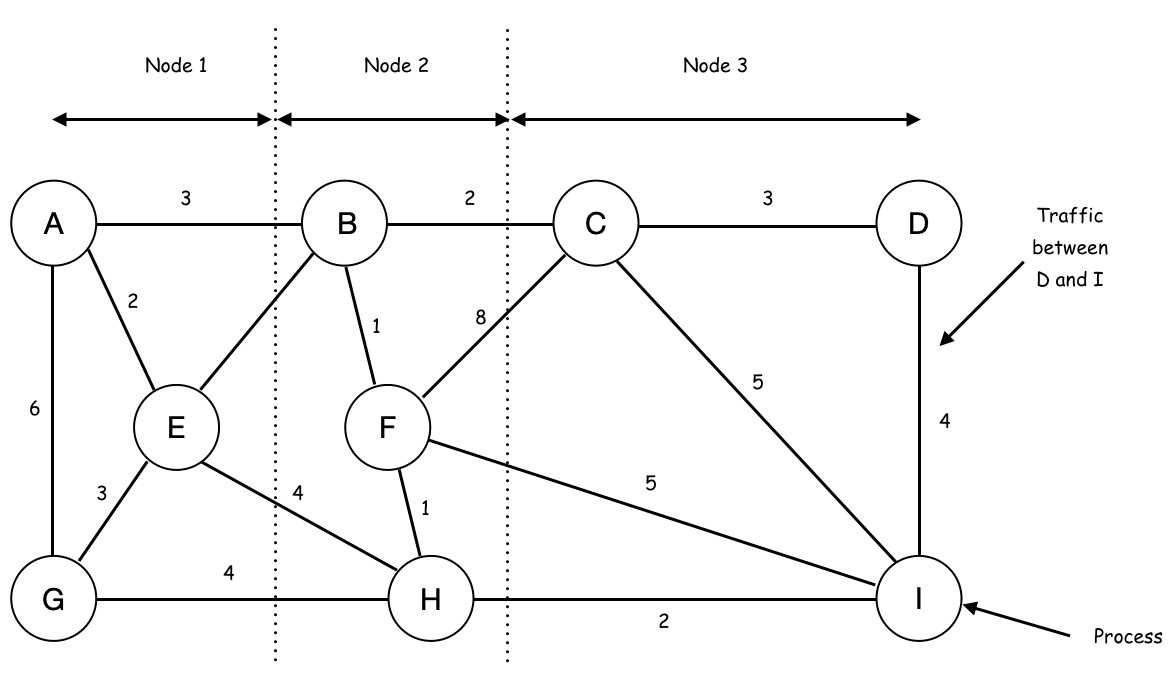 Node 1
Node 2
Node 3
3
2
3
A
B
C
D
Traffic
between
D and I
2
1
8
5
6
4
E
F
3
4
1
5
4
G
H
I
2
Process